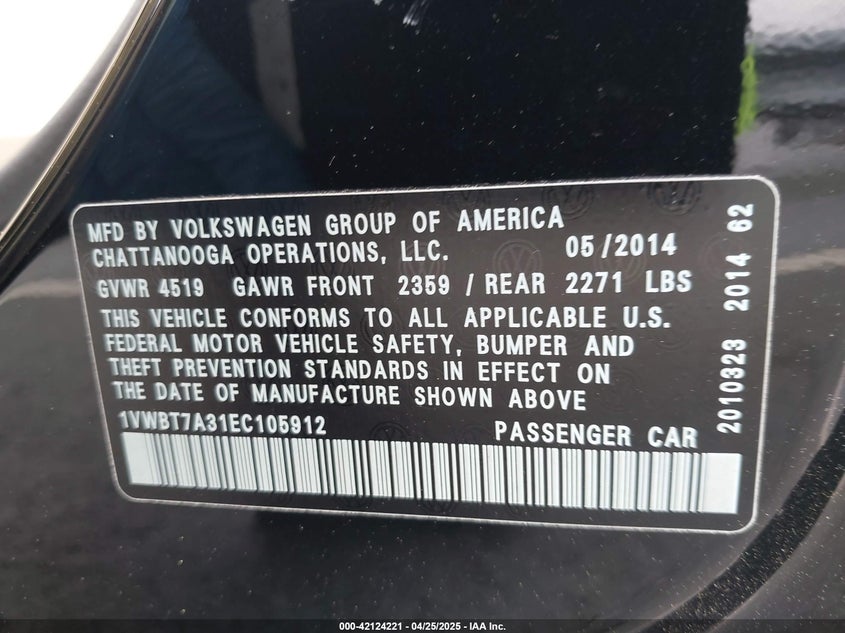 MFD BY VOLKSWAGEN GROUP OF AMERICA
CHATTANOOGA OPERATIONS, LLC. 05/2014
GVWR 4519 GAWR FRONT 2359 / REAR 2271 LBS
THIS VEHICLE CONFORMS TO ALL APPLICABLE U.S.
FEDERAL MOTOR VEHICLE SAFETY, BUMPER AND
THEFT PREVENTION STANDARDS IN EFFECT ON
THE DATE OF MANUFACTURE SHOWN ABOVE
1VWBT7A31EC105912 PASSENGER CAR
2010323 2014 62
000-42124221 - 04/25/2025 - IAA Inc.